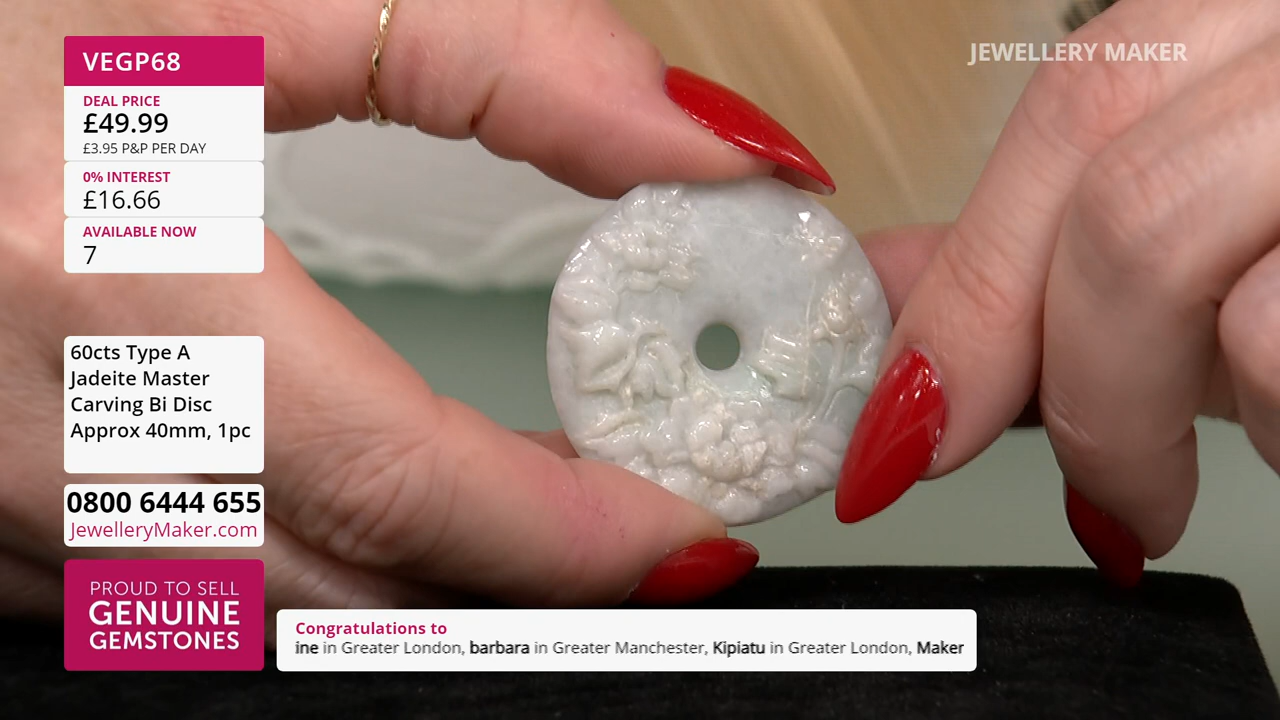 VEGP68
DEAL PRICE
£49.99
£3.95 P&P PER DAY
0% INTEREST
£16.66
AVAILABLE NOW
7
60cts Type A
Jadeite Master
Carving Bi Disc
Approx 40mm, 1pc
0800 6444 655
JewelleryMaker.com
PROUD TO SELL
GENUINE
GEMSTONES
JEWELLERY MAKER
Congratulations to
ine in Greater London, barbara in Greater Manchester, Kipiatu in Greater London, Maker